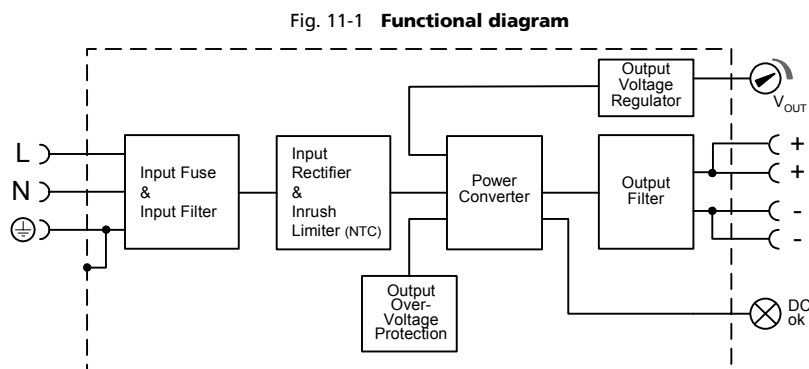 Fig. 11-1 Functional diagram
Output
Voltage
Regulator
VOUT
L
N
Input Fuse
&
Input Filter
Input
Rectifier
&
Inrush
Limiter (NTC)
Power
Converter
Output
Filter
+
+
-
-
Output
Over-
Voltage
Protection
DC
ok